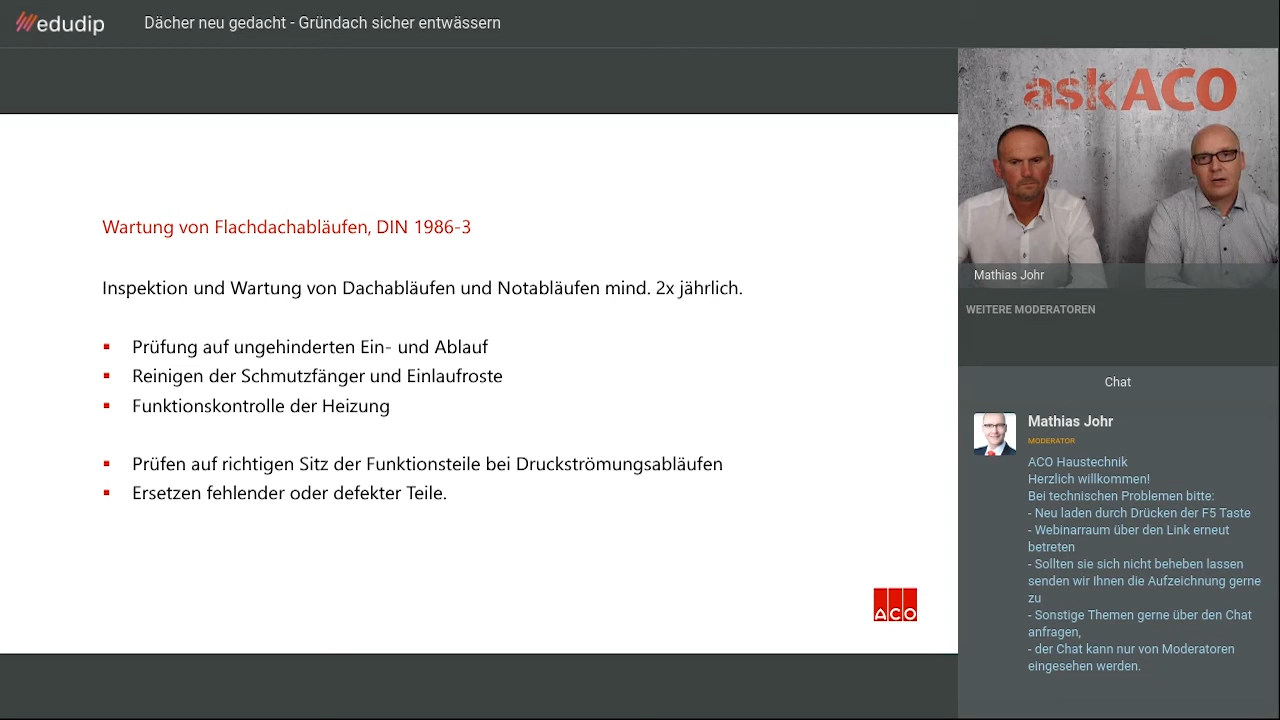 edudip
Dächer neu gedacht - Gründach sicher entwässern
askACO
Mathias Johr
WEITERE MODERATOREN
Wartung von Flachdachabläufen, DIN 1986-3
Inspektion und Wartung von Dachabläufen und Notabläufen mind. 2x jährlich.
Prüfung auf ungehinderten Ein- und Ablauf
Reinigen der Schmutzfänger und Einlaufroste
Funktionskontrolle der Heizung
Prüfen auf richtigen Sitz der Funktionsteile bei Druckströmungsabläufen
Ersetzen fehlender oder defekter Teile.
ACO
Chat
Mathias Johr
MODERATOR
ACO Haustechnik
Herzlich willkommen!
Bei technischen Problemen bitte:
- Neu laden durch Drücken der F5 Taste
- Webinarraum über den Link erneut
betreten
- Sollten sie sich nicht beheben lassen
senden wir Ihnen die Aufzeichnung gerne
zu
- Sonstige Themen gerne über den Chat
anfragen,
- der Chat kann nur von Moderatoren
eingesehen werden.